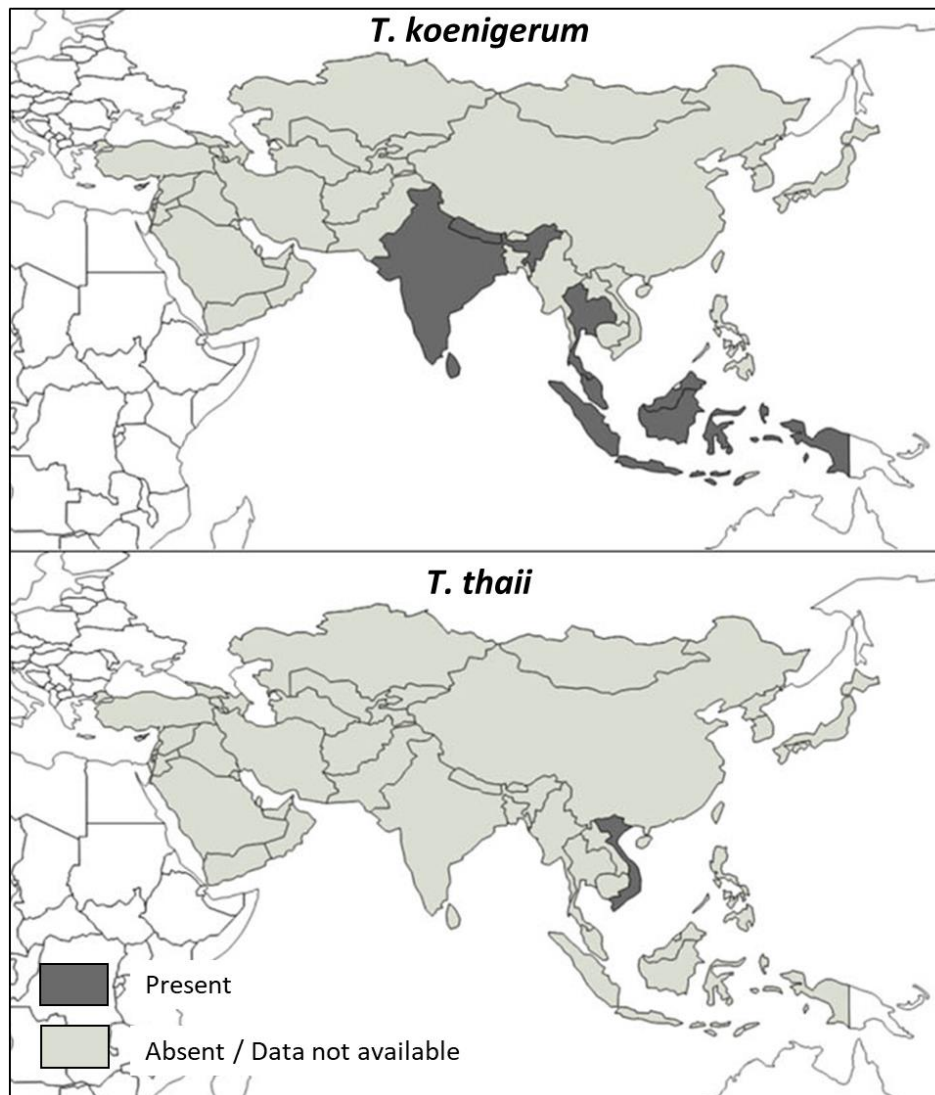 T. koenigerum
T. thaii
Present
Absent / Data not available